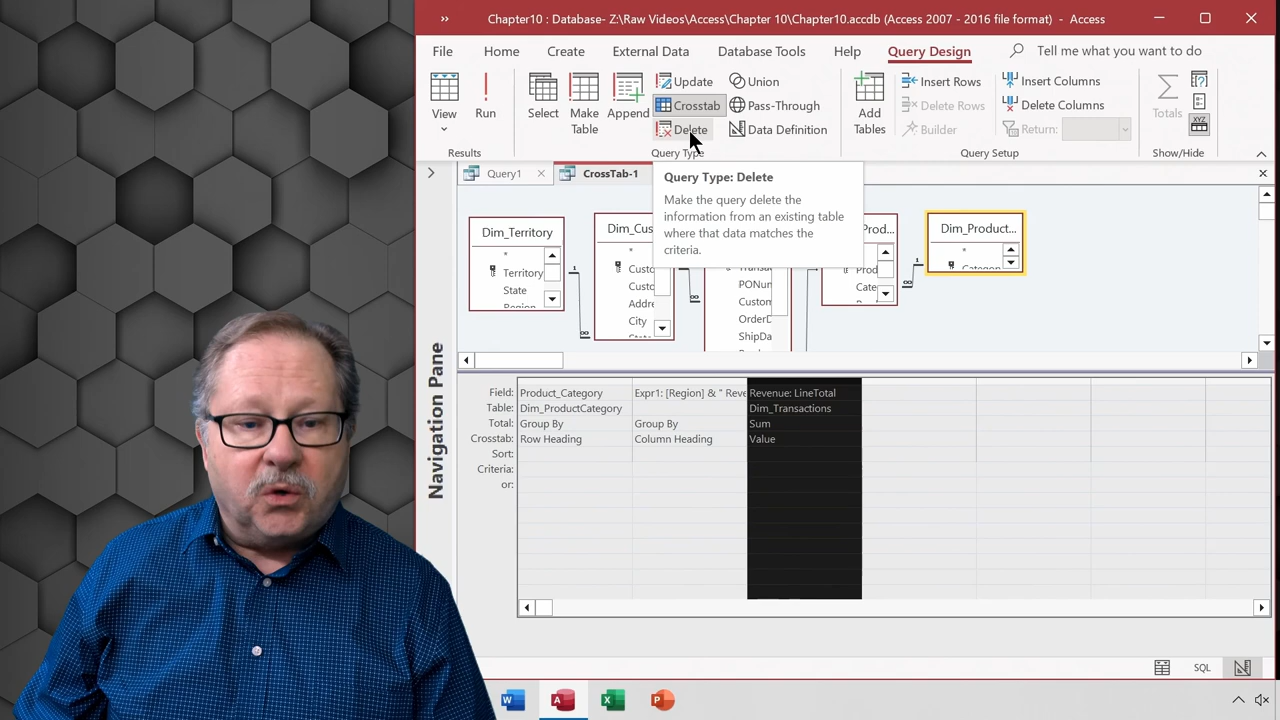 Chapter10 : Database- Z:\Raw Videos\Access\Chapter 10\Chapter10.accdb (Access 2007 - 2016 file format) - Access
File Home Create External Data Database Tools Help Query Design Tell me what you want to do
View
Run
Results
Select
Make Table
Append
Update
Crosstab
Delete
Union
Pass-Through
Data Definition
Query Type
Add Tables
Insert Rows
Delete Rows
Builder
Insert Columns
Delete Columns
Return:
Query Setup
Totals
Show/Hide
Query1
CrossTab-1
Query Type: Delete
Make the query delete the
information from an existing table
where that data matches the
criteria.
Dim_Territory
*
Territory
State
Region
Dim_Cus
*
Custo
Custo
Addre
City
PONun
Custom
OrderD
ShipDa
Prod...
Prod
Cate
Dim_Product...
*
Categor
Navigation Pane
Field: Product_Category Expr1: [Region] & " Reve Revenue: LineTotal
Table: Dim_ProductCategory Dim_Transactions
Total: Group By Group By Sum
Crosstab: Row Heading Column Heading Value
Sort:
Criteria:
or:
SQL